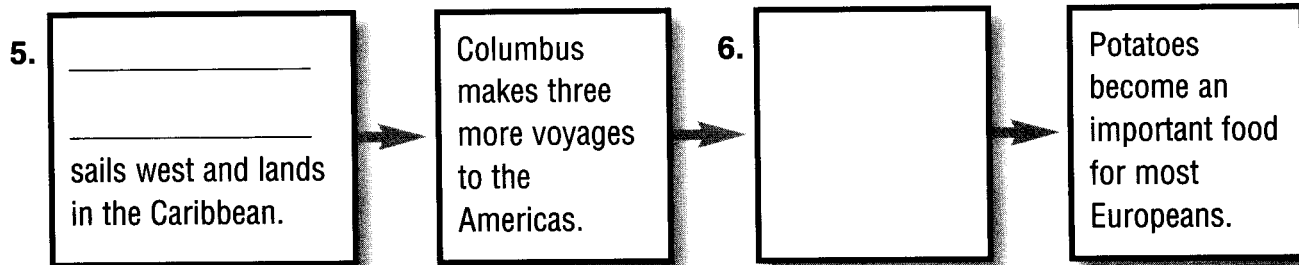 5.
sails west and lands
in the Caribbean.
Columbus
makes three
more voyages
to the
Americas.
6.
Potatoes
become an
important food
for most
Europeans.